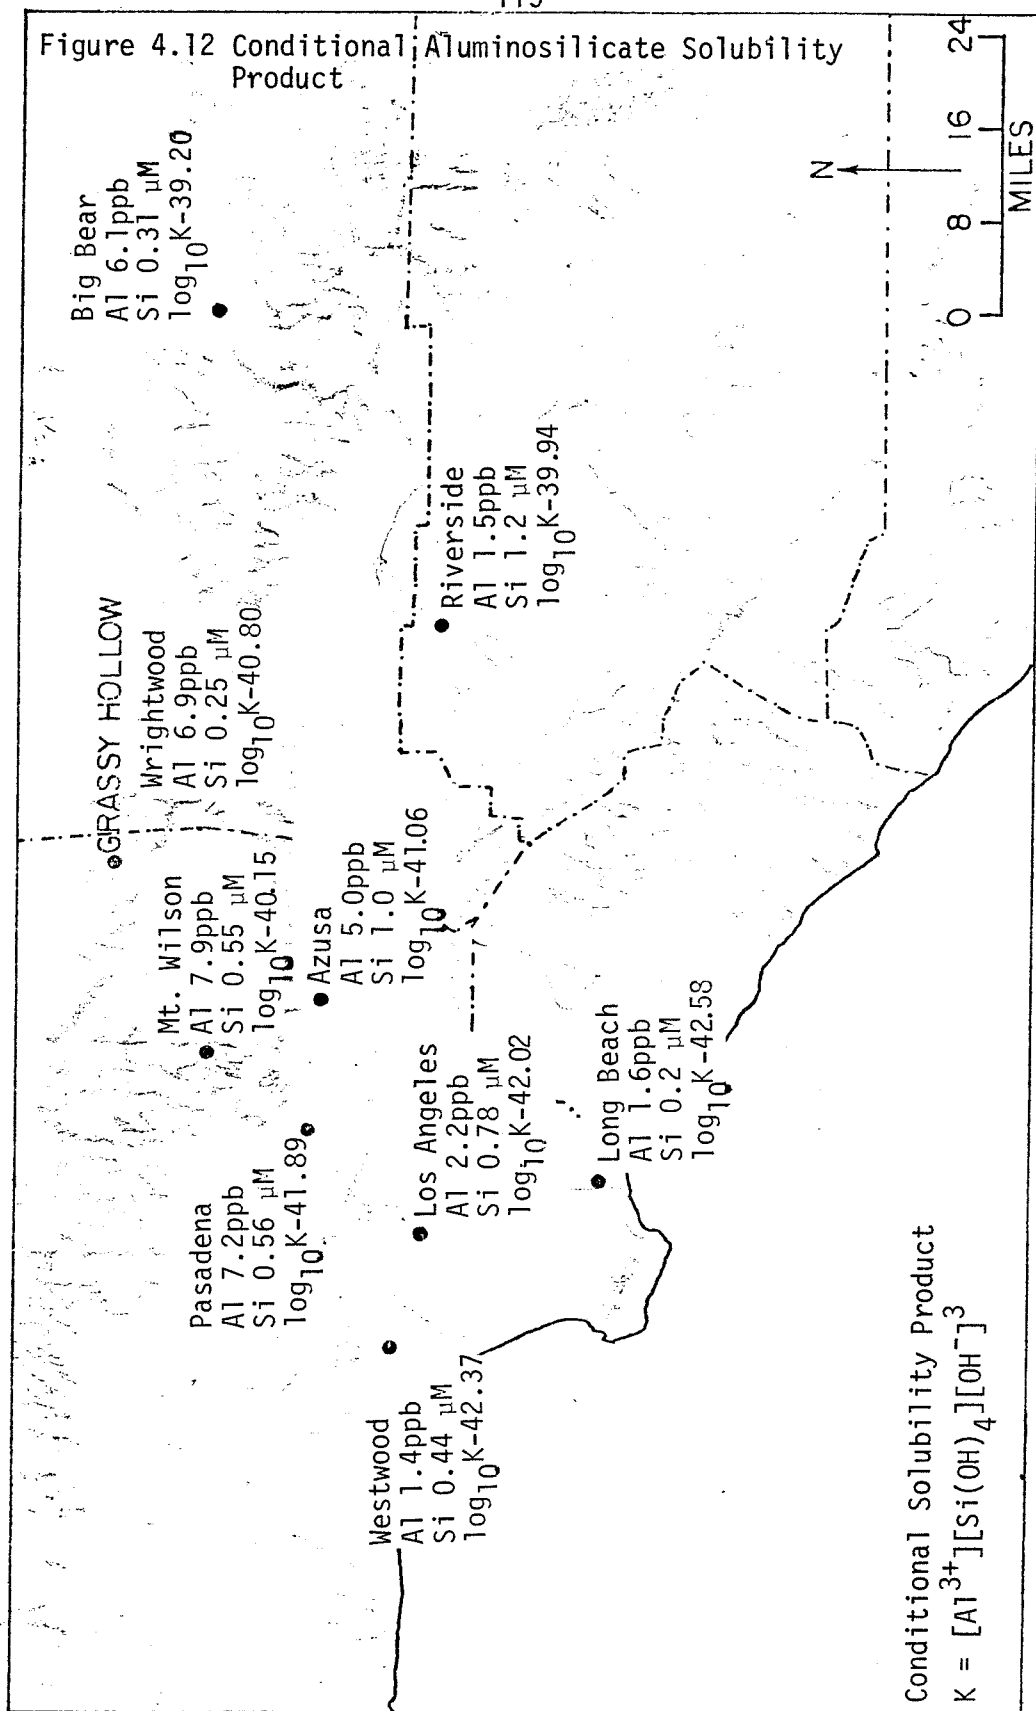 115
Figure 4.12 Conditional Aluminosilicate Solubility
Product
Big Bear
Al 6.1ppb
Si 0.31 µM
log10K-39.20
GRASSY HOLLOW
Wrightwood
Al 6.9ppb
Si 0.25 µM
log10K-40.80
Mt. Wilson
Al 7.9ppb
Si 0.55 µM
log10K-40.15
Pasadena
Al 7.2ppb
Si 0.56 µM
log10K-41.89
Azusa
Al 5.0ppb
Si 1.0 µM
log10K-41.06
Riverside
Al 1.5ppb
Si 1.2 µM
log10K-39.94
Los Angeles
Al 2.2ppb
Si 0.78 µM
log10K-42.02
Westwood
Al 1.4ppb
Si 0.44 µM
log10K-42.37
Long Beach
Al 1.6ppb
Si 0.2 µM
log10K-42.58
N
0 8 16 24
MILES
Conditional Solubility Product
K = [Al3+][Si(OH)4][OH-]3